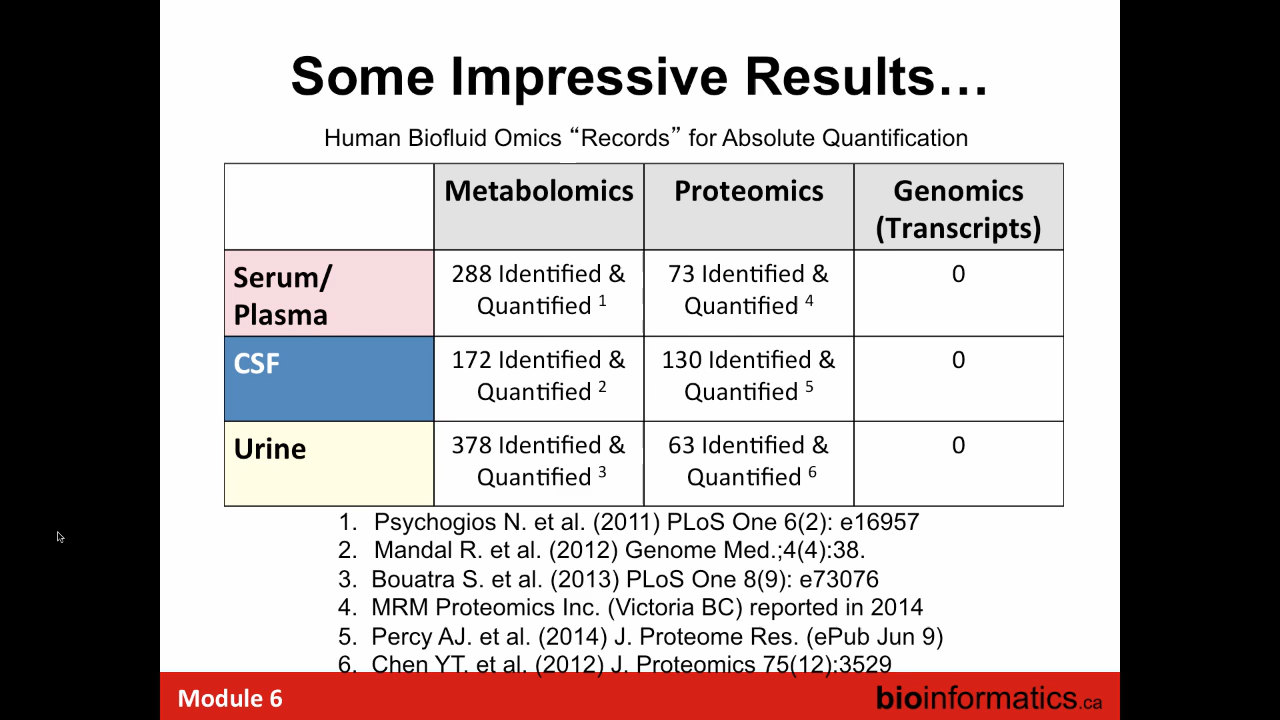 Some Impressive Results…
Human Biofluid Omics “Records” for Absolute Quantification
Metabolomics Proteomics Genomics
(Transcripts)
Serum/
Plasma
288 Identified &
Quantified 1
73 Identified &
Quantified 4
0
CSF
172 Identified &
Quantified 2
130 Identified &
Quantified 5
0
Urine
378 Identified &
Quantified 3
63 Identified &
Quantified 6
0
1. Psychogios N. et al. (2011) PLoS One 6(2): e16957
2. Mandal R. et al. (2012) Genome Med.;4(4):38.
3. Bouatra S. et al. (2013) PLoS One 8(9): e73076
4. MRM Proteomics Inc. (Victoria BC) reported in 2014
5. Percy AJ. et al. (2014) J. Proteome Res. (ePub Jun 9)
6. Chen YT. et al. (2012) J. Proteomics 75(12):3529
Module 6
bioinformatics.ca